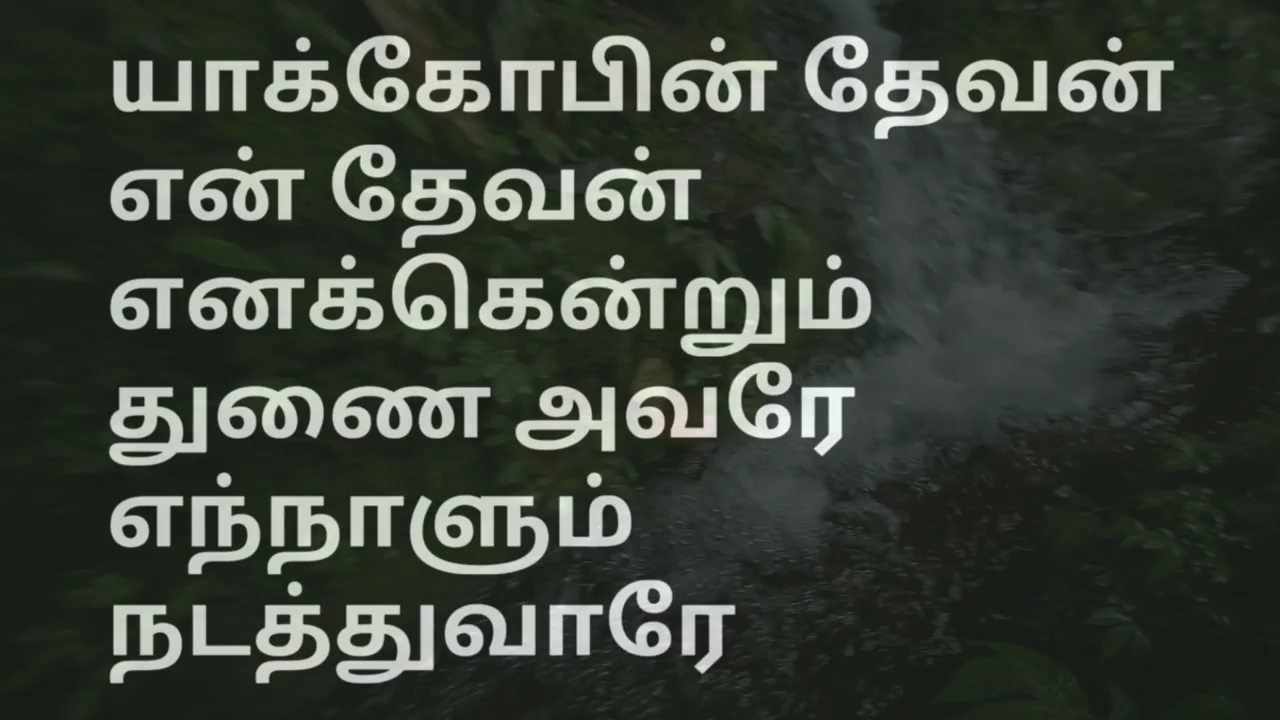 யாக்கோபின் தேவன்
என் தேவன்
எனக்கென்றும்
துணை அவரே
எந்நாளும்
நடத்துவாரே